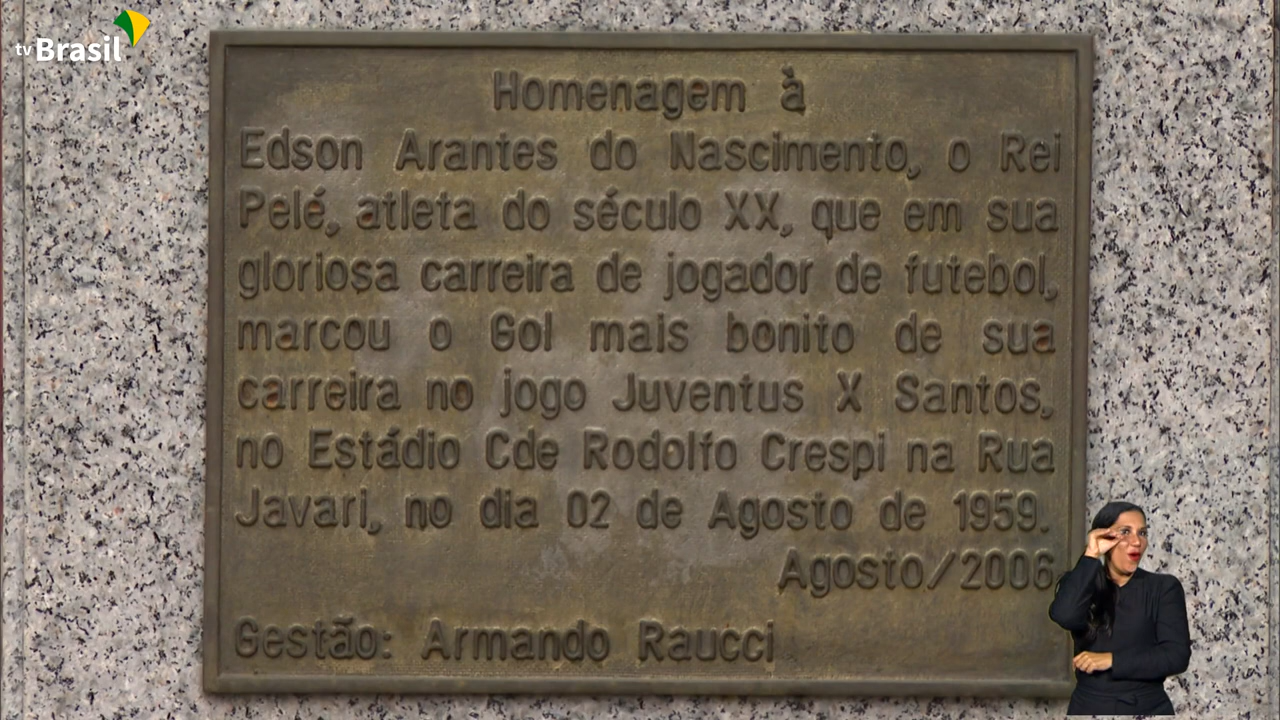 tv Brasil
Homenagem à
Edson Arantes do Nascimento, o Rei
Pelé, atleta do século XX, que em sua
gloriosa carreira de jogador de futebol,
marcou o Gol mais bonito de sua
carreira no jogo Juventus X Santos,
no Estádio Cde Rodolfo Crespi na Rua
Javari, no dia 02 de Agosto de 1959.
Agosto/2006
Gestão: Armando Raucci